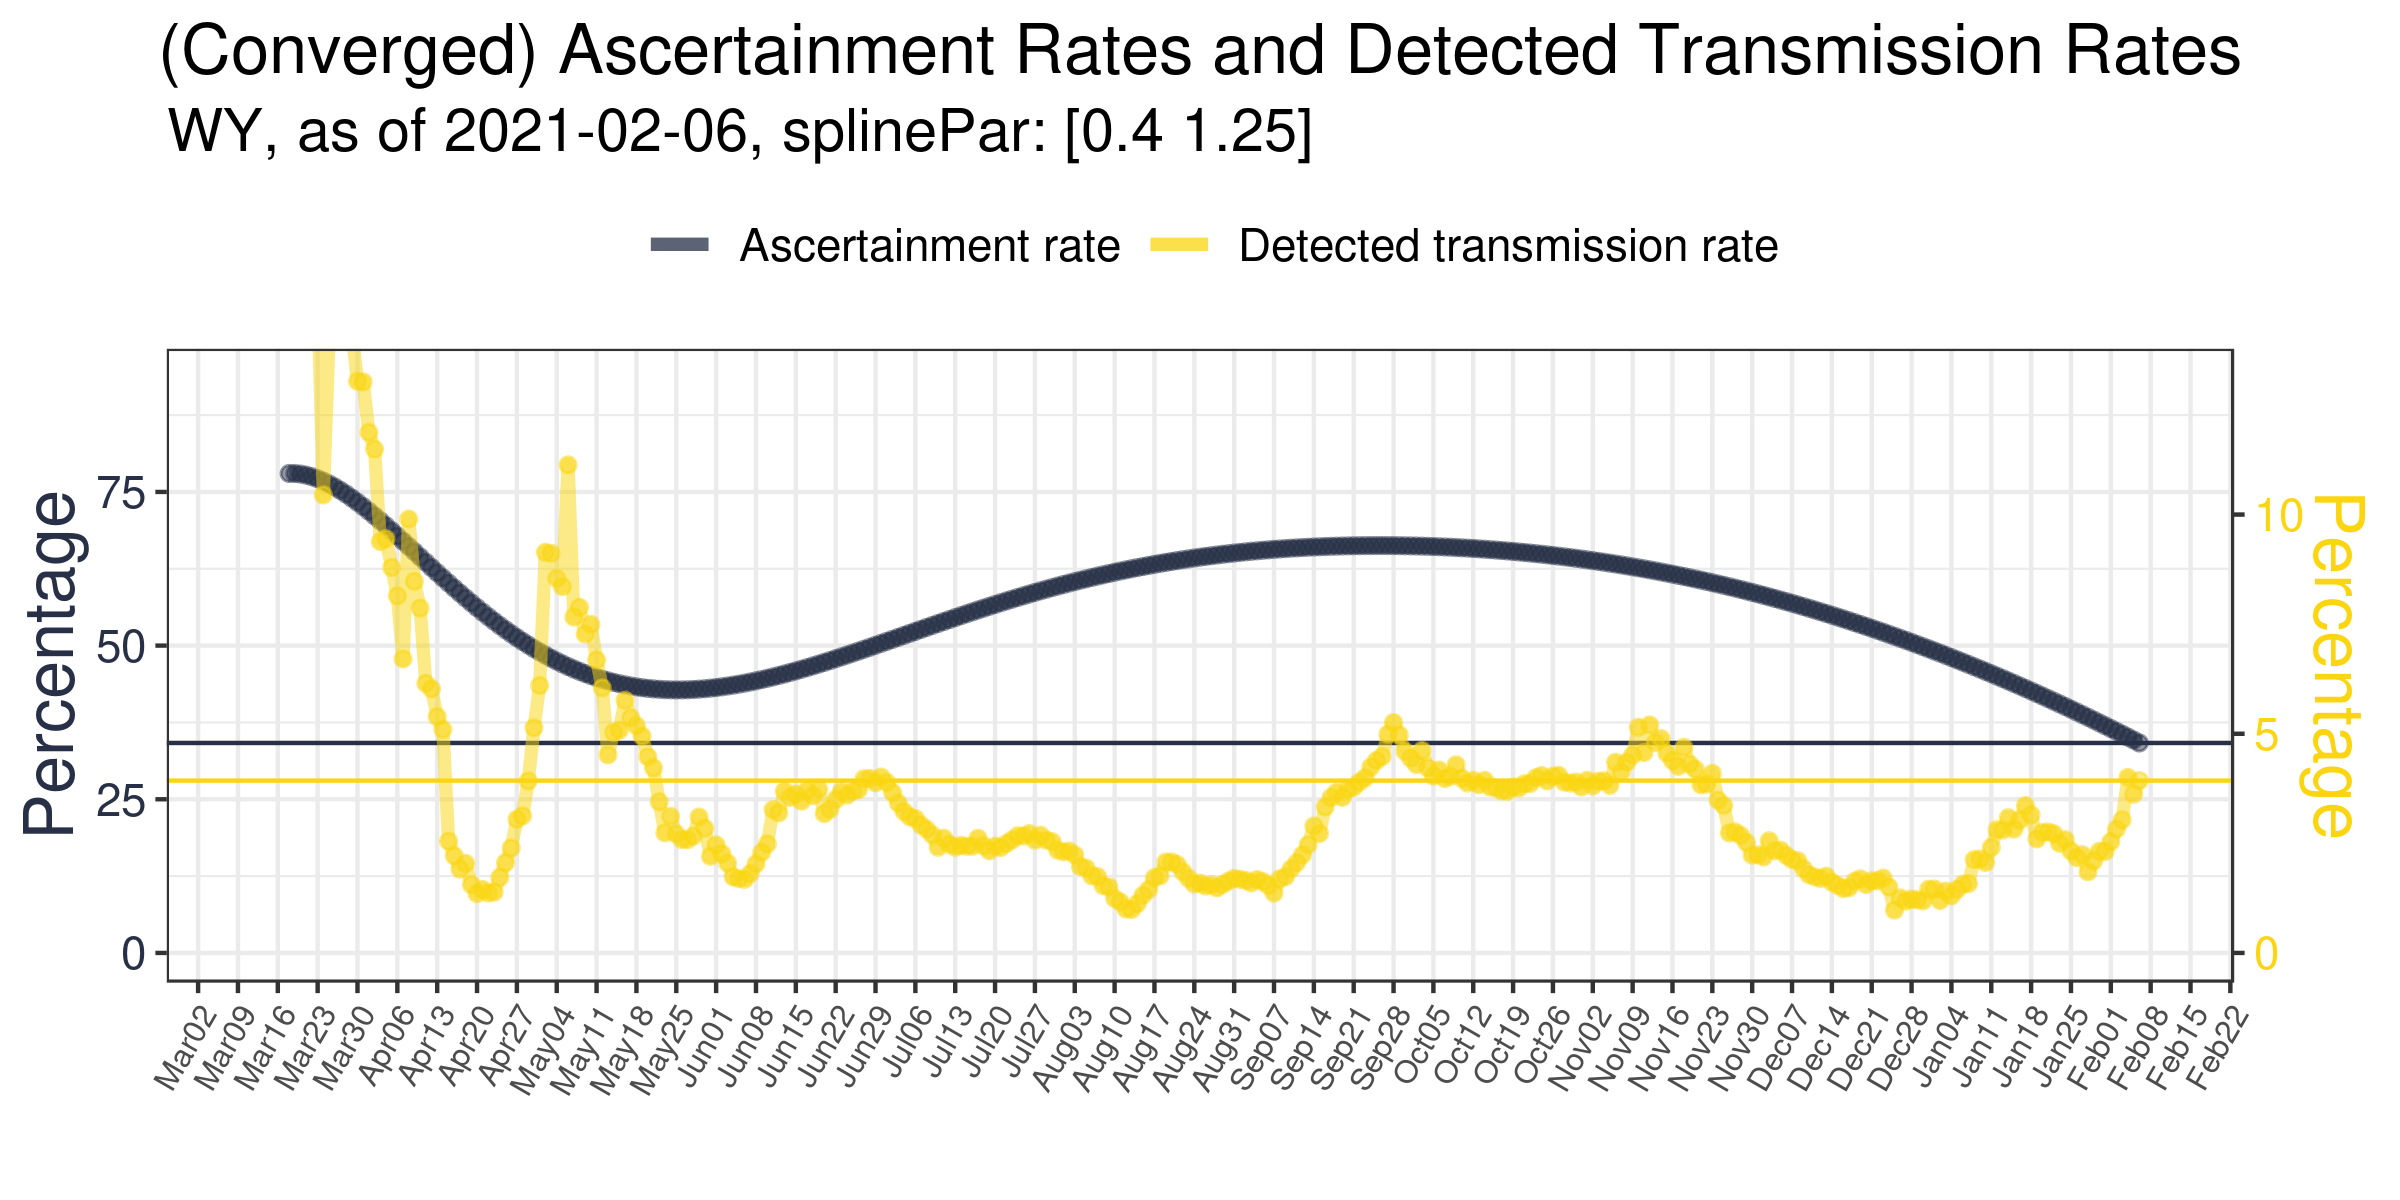 (Converged) Ascertainment Rates and Detected Transmission Rates
WY, as of 2021-02-06, splinePar: [0.4 1.25]
Ascertainment rate
Detected transmission rate
Percentage
75
50
25
0
10
5
0
Percentage
Mar02
Mar09
Mar16
Mar23
Mar30
Apr06
Apr13
Apr20
Apr27
May04
May11
May18
May25
Jun01
Jun08
Jun15
Jun22
Jun29
Jul06
Jul13
Jul20
Jul27
Aug03
Aug10
Aug17
Aug24
Aug31
Sep07
Sep14
Sep21
Sep28
Oct05
Oct12
Oct19
Oct26
Nov02
Nov09
Nov16
Nov23
Nov30
Dec07
Dec14
Dec21
Dec28
Jan04
Jan11
Jan18
Jan25
Feb01
Feb08
Feb15
Feb22